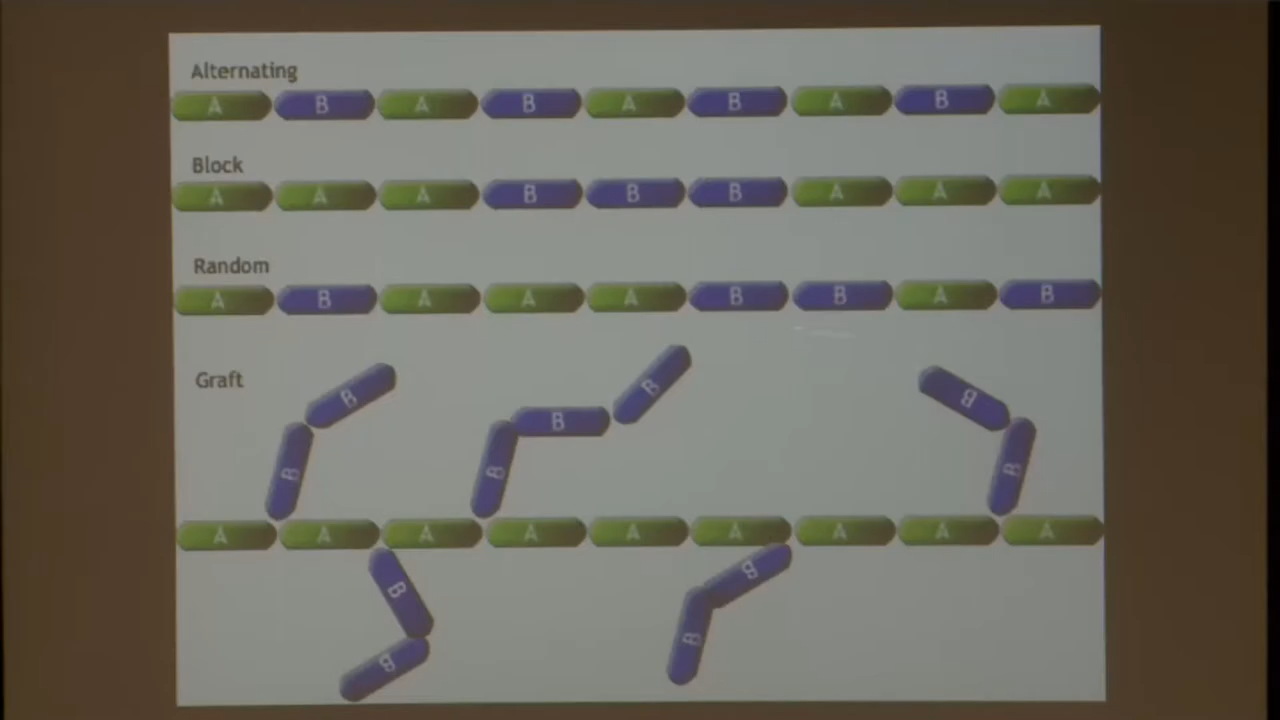 Alternating
A B A B A B A B A
Block
A A A B B B A A A
Random
A B A A A B B A B
Graft
B B B
B B B B
A A A A A A A A A
B B
B B